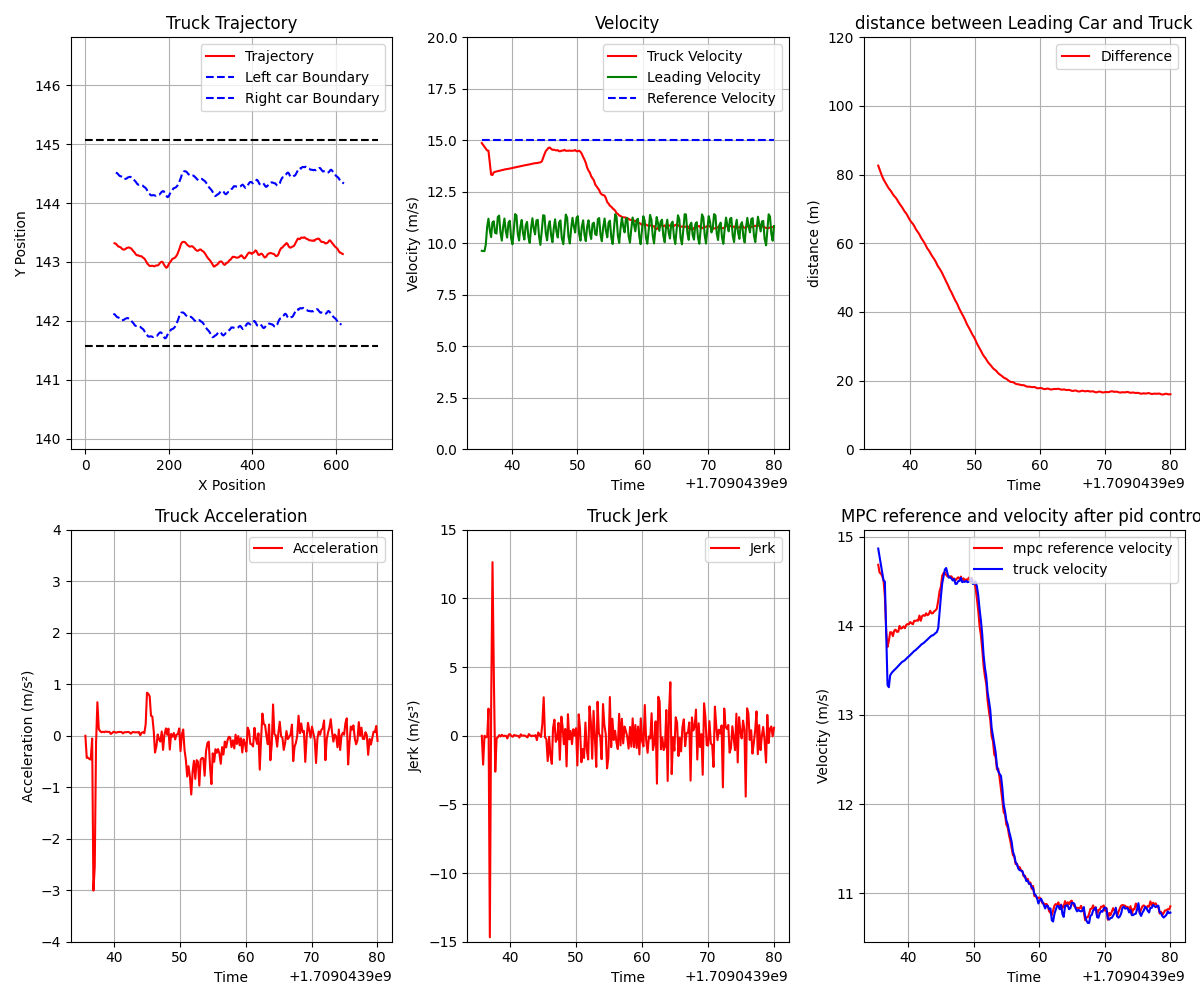 Truck Trajectory
Trajectory
Left car Boundary
Right car Boundary
146
145
144
143
142
141
140
Y Position
0
200
400
600
X Position
Velocity
Truck Velocity
Leading Velocity
Reference Velocity
20.0
17.5
15.0
12.5
10.0
7.5
5.0
2.5
0.0
Velocity (m/s)
40
50
60
70
80
Time
+1.7090439e9
distance between Leading Car and Truck
Difference
120
100
80
60
40
20
0
distance (m)
40
50
60
70
80
Time
+1.7090439e9
Truck Acceleration
Acceleration
4
3
2
1
0
−1
−2
−3
−4
Acceleration (m/s²)
40
50
60
70
80
Time
+1.7090439e9
Truck Jerk
Jerk
15
10
5
0
−5
−10
−15
Jerk (m/s³)
40
50
60
70
80
Time
+1.7090439e9
MPC reference and velocity after pid contro
mpc reference velocity
truck velocity
15
14
13
12
11
Velocity (m/s)
40
50
60
70
80
Time
+1.7090439e9